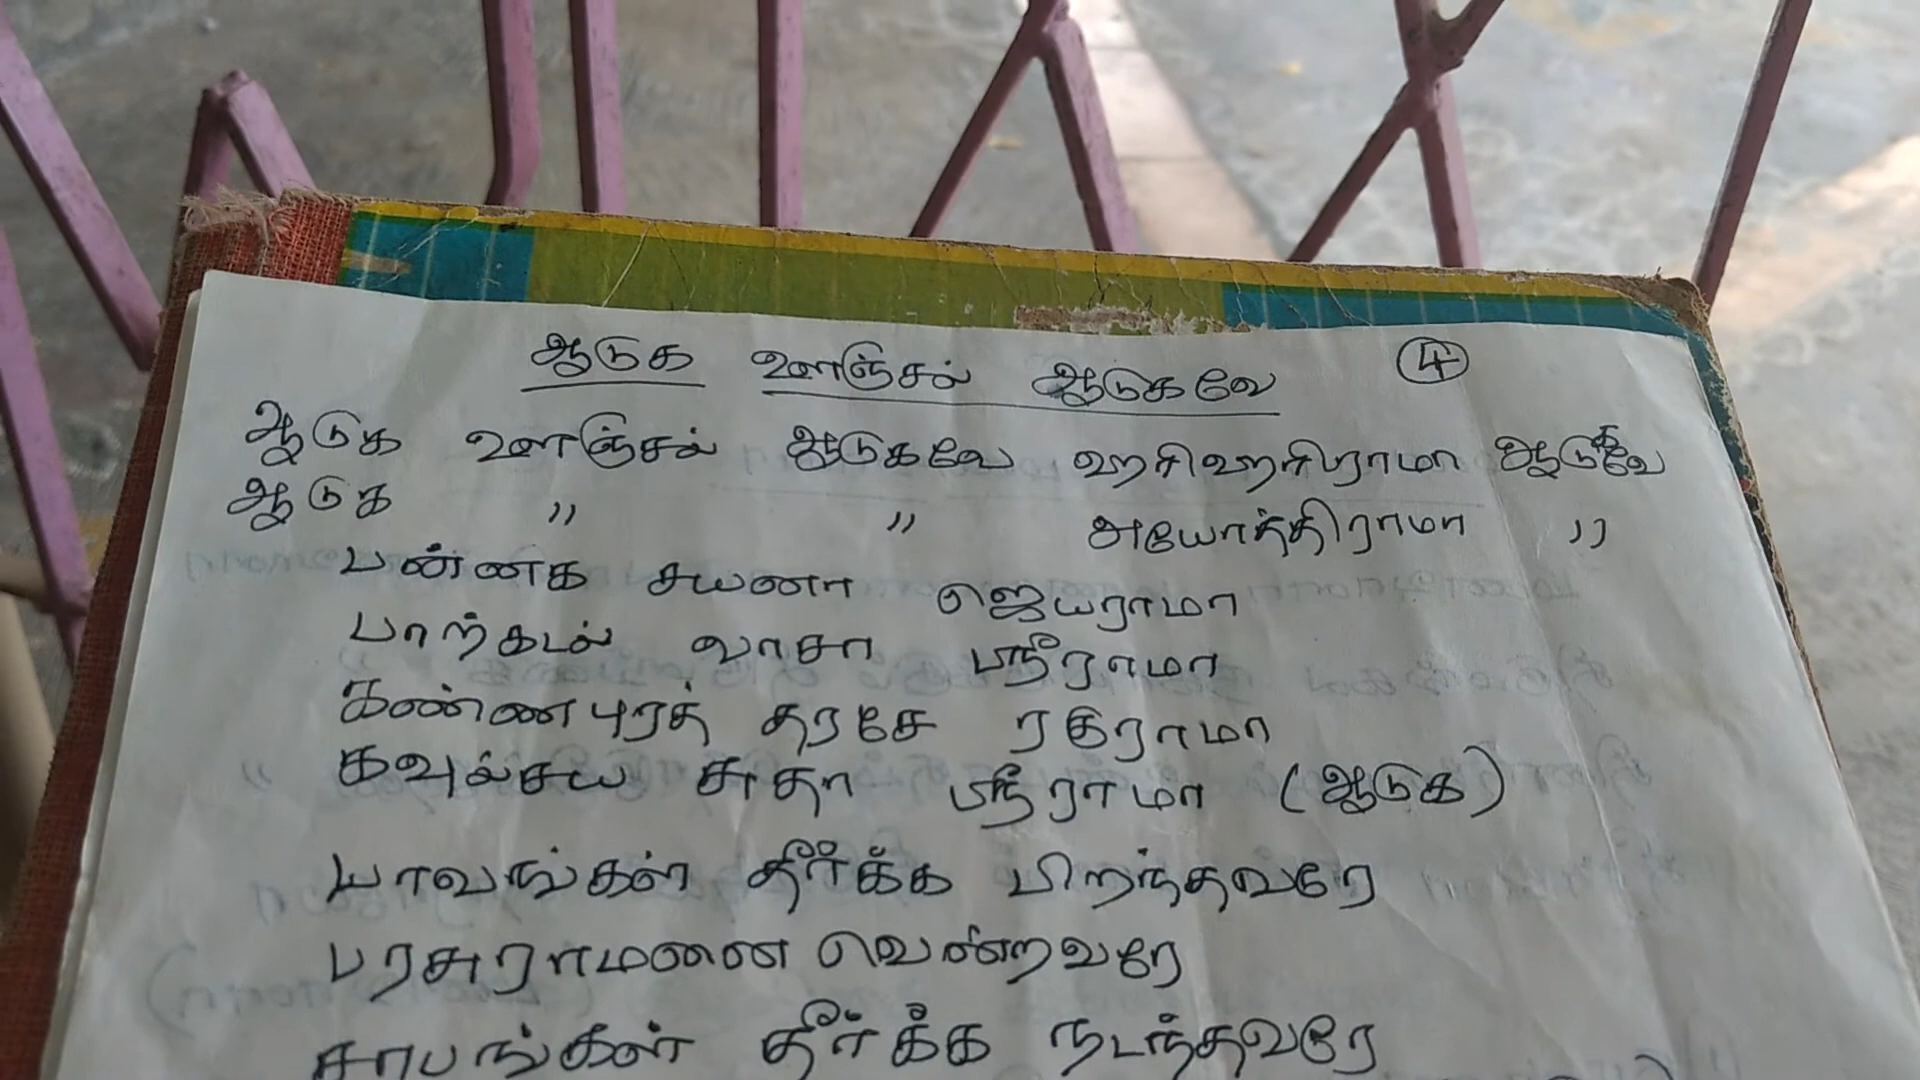 ஆடுக ஊஞ்சல் ஆடுகவே ④
ஆடுக ஊஞ்சல் ஆடுகவே ஹரிஹரிராமா ஆடுகவே
ஆடுக " " அயோத்திராமா "
பன்னக சயனா ஜெயராமா
பாற்கடல் வாசா ஸ்ரீராமா
கண்ணபுரத் தரசே ரகுராமா
கவுல்சய சுதா ஸ்ரீராமா (ஆடுக)
பாவங்கள் தீர்க்க பிறந்தவரே
பரசுராமனை வென்றவரே
சாபங்கள் தீர்க்க நடந்தவரே